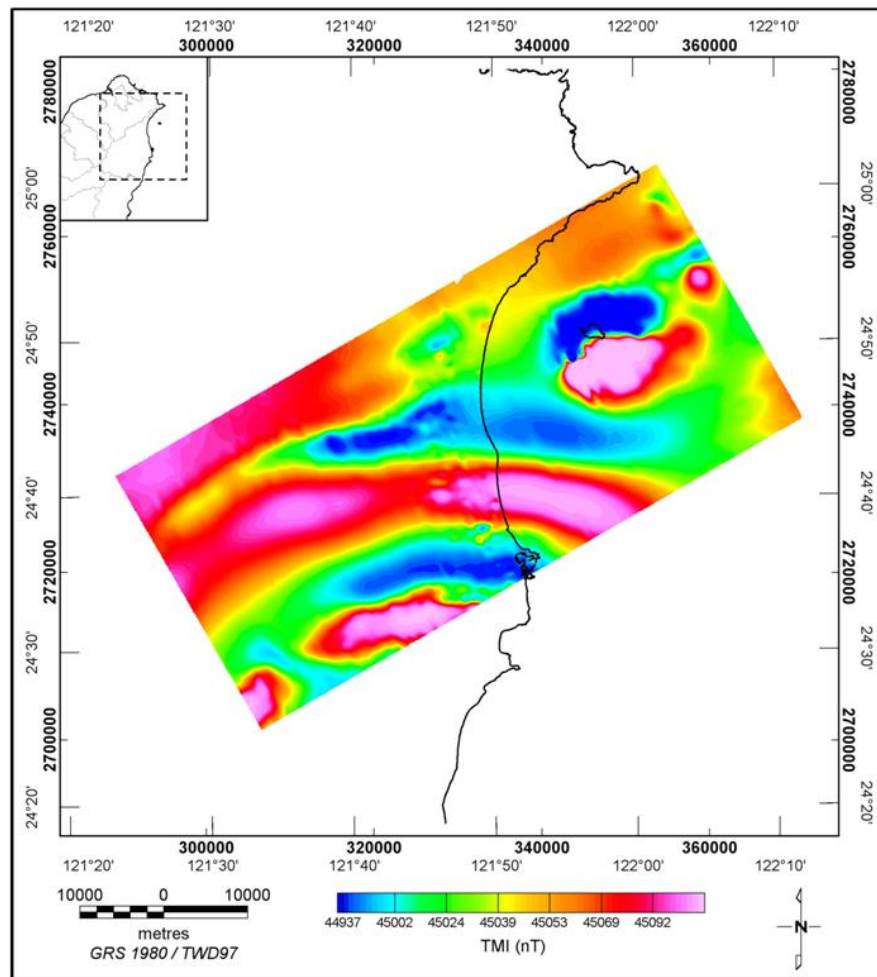 121°20' 121°30' 121°40' 121°50' 122°00' 122°10'
300000 320000 340000 360000
2780000 2780000
25°00' 25°00'
2760000 2760000
24°50' 24°50'
2740000 2740000
24°40' 24°40'
2720000 2720000
24°30' 24°30'
2700000 2700000
24°20' 24°20'
300000 320000 340000 360000
121°20' 121°30' 121°40' 121°50' 122°00' 122°10'
10000 0 10000
metres
GRS 1980 / TWD97
44937 45002 45024 45039 45053 45069 45092
TMI (nT)
N